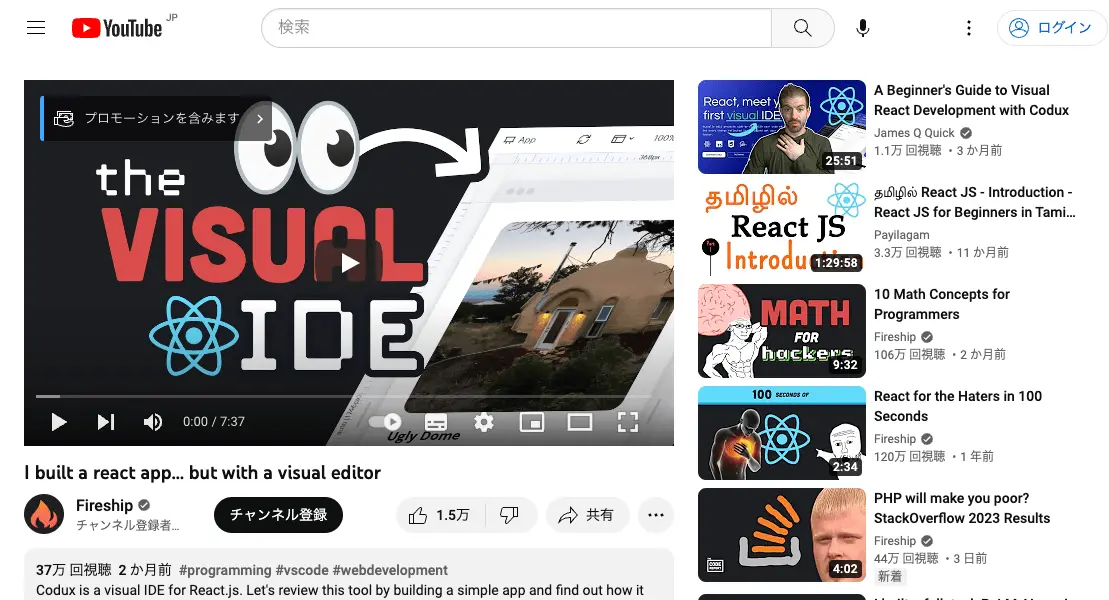 YouTube JP
検索
ログイン
プロモーションを含みます
the
VISUAL
IDE
App
100%
368px
Ugly Dome
0:00 / 7:37
I built a react app… but with a visual editor
Fireship
チャンネル登録者…
チャンネル登録
1.5万
共有
37万 回視聴 2 か月前 #programming #vscode #webdevelopment
Codux is a visual IDE for React.js. Let's review this tool by building a simple app and find out how it
React, meet y
first visual IDE
25:51
A Beginner's Guide to Visual
React Development with Codux
James Q Quick
1.1万 回視聴 ・3 か月前
தமிழில்
React JS
Introduction
1:29:58
தமிழில் React JS - Introduction -
React JS for Beginners in Tami…
Payilagam
3.3万 回視聴 ・11 か月前
MATH
FOR
hackers
9:32
10 Math Concepts for
Programmers
Fireship
106万 回視聴 ・2 か月前
100 SECONDS OF
2:34
React for the Haters in 100
Seconds
Fireship
120万 回視聴 ・1 年前
CODE
REPORT
4:02
PHP will make you poor?
StackOverflow 2023 Results
Fireship
44万 回視聴 ・3 日前
新着